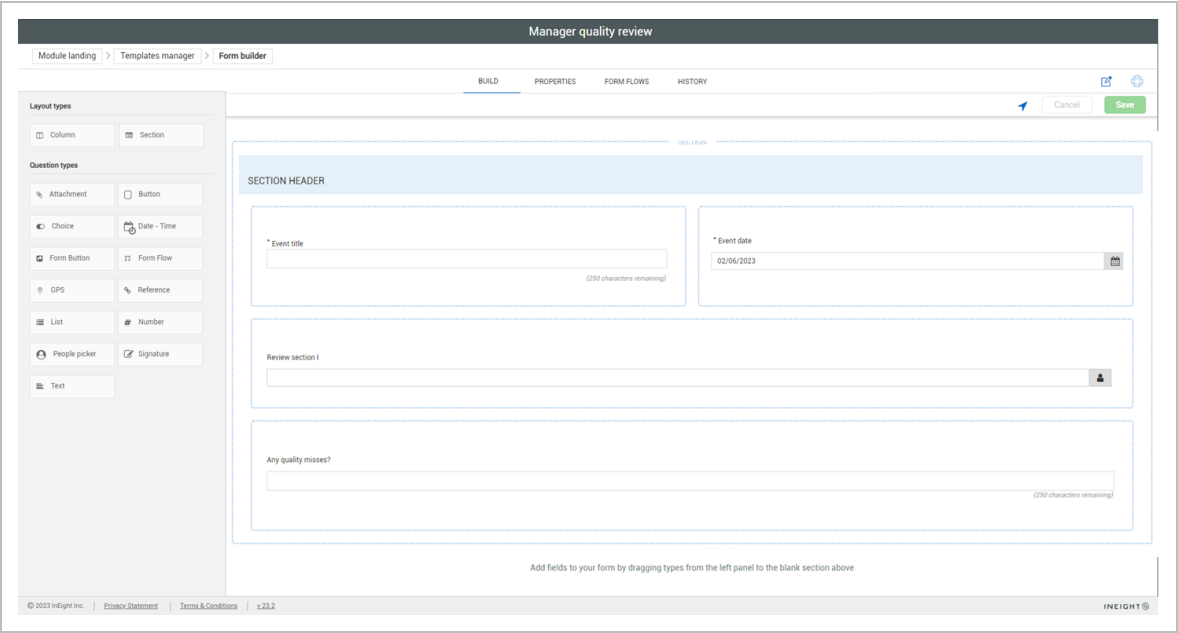 Manager quality review
Module landing > Templates manager > Form builder
BUILD PROPERTIES FORM FLOWS HISTORY
Cancel Save
Layout types
Column Section
Question types
Attachment Button
Choice Date - Time
Form Button Form Flow
GPS Reference
List Number
People picker Signature
Text
SECTION
SECTION HEADER
* Event title
(250 characters remaining)
* Event date
02/06/2023
Review section I
Any quality misses?
(250 characters remaining)
Add fields to your form by dragging types from the left panel to the blank section above
© 2023 InEight Inc. | Privacy Statement | Terms & Conditions | v 23.2
INEIGHT